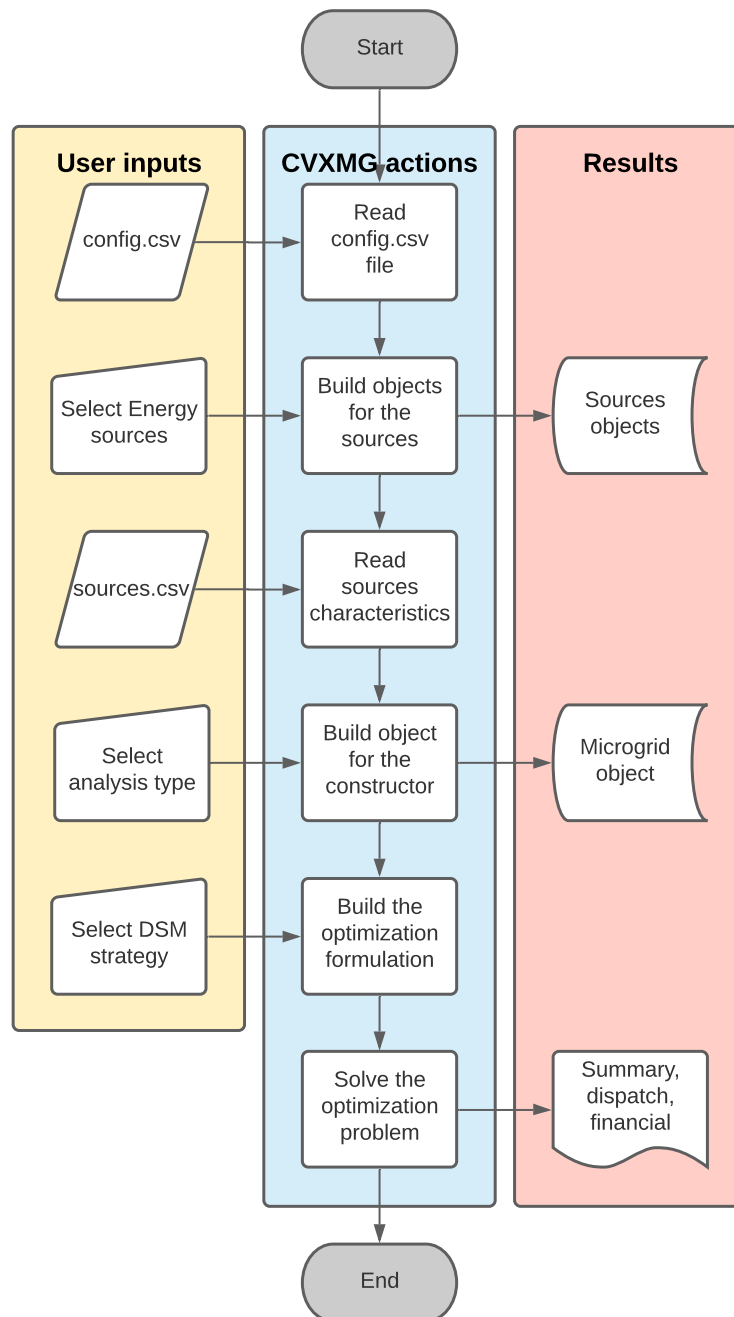 Start
User inputs
CVXMG actions
Results
config.csv
Read
config.csv
file
Select Energy
sources
Build objects
for the
sources
Sources
objects
sources.csv
Read
sources
characteristics
Select
analysis type
Build object
for the
constructor
Microgrid
object
Select DSM
strategy
Build the
optimization
formulation
Solve the
optimization
problem
Summary,
dispatch,
financial
End